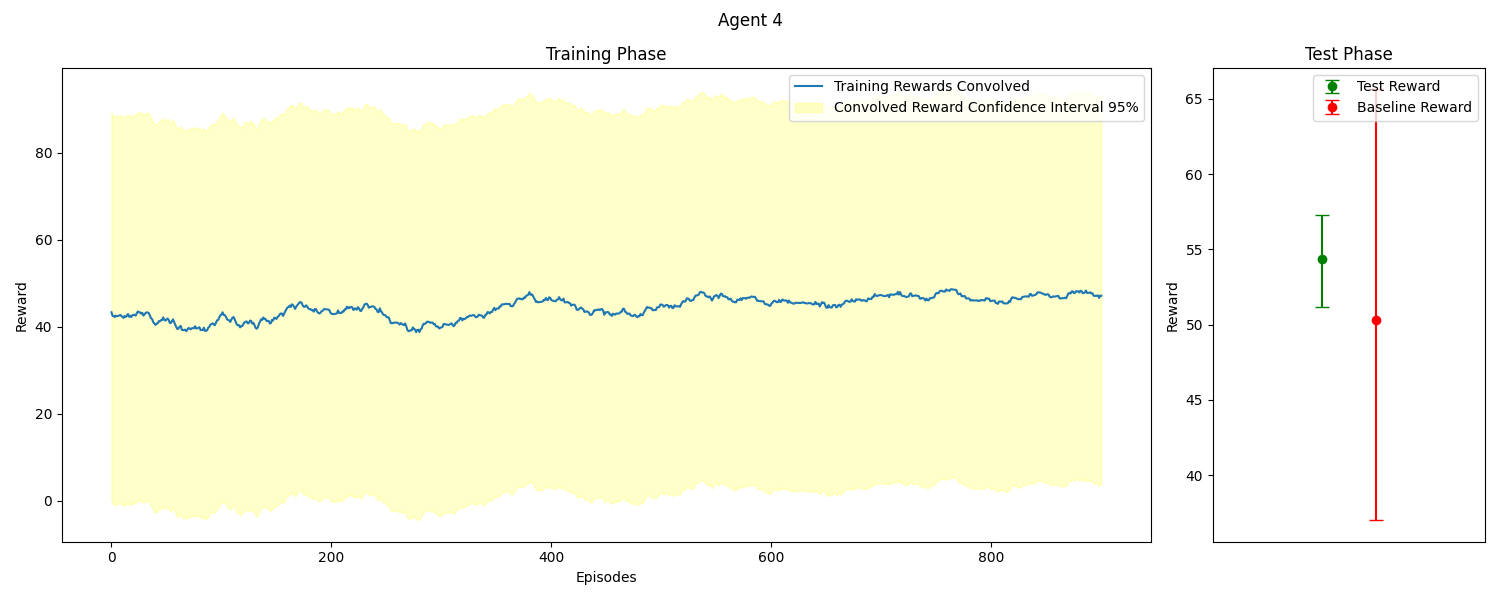 Agent 4
Training Phase
Training Rewards Convolved
Convolved Reward Confidence Interval 95%
Reward
80
60
40
20
0
0 200 400 600 800
Episodes
Test Phase
Test Reward
Baseline Reward
Reward
65
60
55
50
45
40